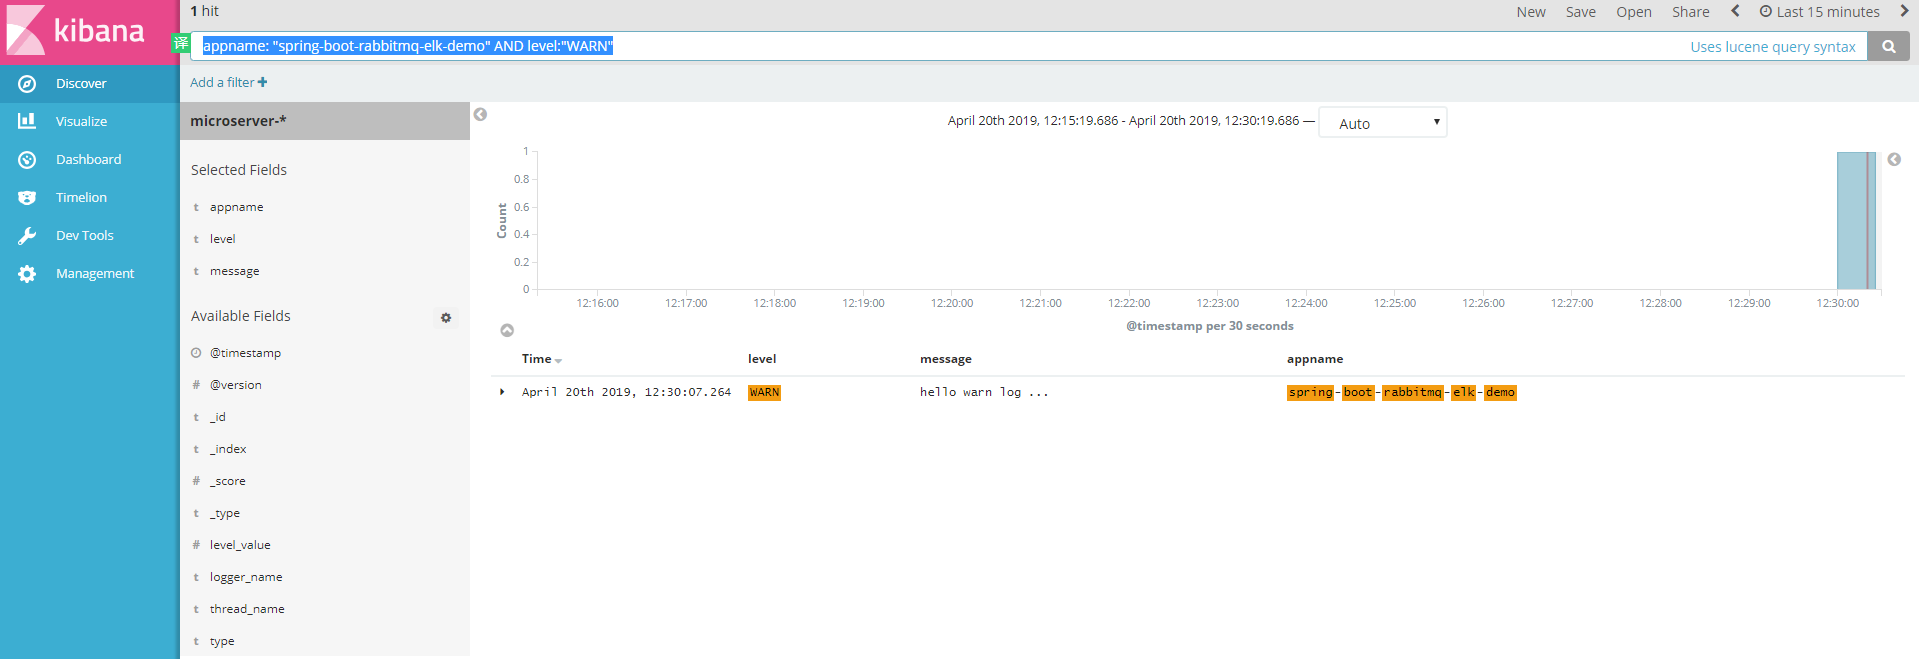 kibana
Discover
Visualize
Dashboard
Timelion
Dev Tools
Management
1 hit
New Save Open Share Last 15 minutes
译
appname: "spring-boot-rabbitmq-elk-demo" AND level:"WARN"
Uses lucene query syntax
Add a filter
microserver-*
Selected Fields
t appname
t level
t message
Available Fields
@timestamp
# @version
t _id
t _index
# _score
t _type
# level_value
t logger_name
t thread_name
t type
April 20th 2019, 12:15:19.686 - April 20th 2019, 12:30:19.686 — Auto
Count
1
0.8
0.6
0.4
0.2
0
12:16:00 12:17:00 12:18:00 12:19:00 12:20:00 12:21:00 12:22:00 12:23:00 12:24:00 12:25:00 12:26:00 12:27:00 12:28:00 12:29:00 12:30:00
@timestamp per 30 seconds
Time level message appname
April 20th 2019, 12:30:07.264 WARN hello warn log ... spring-boot-rabbitmq-elk-demo